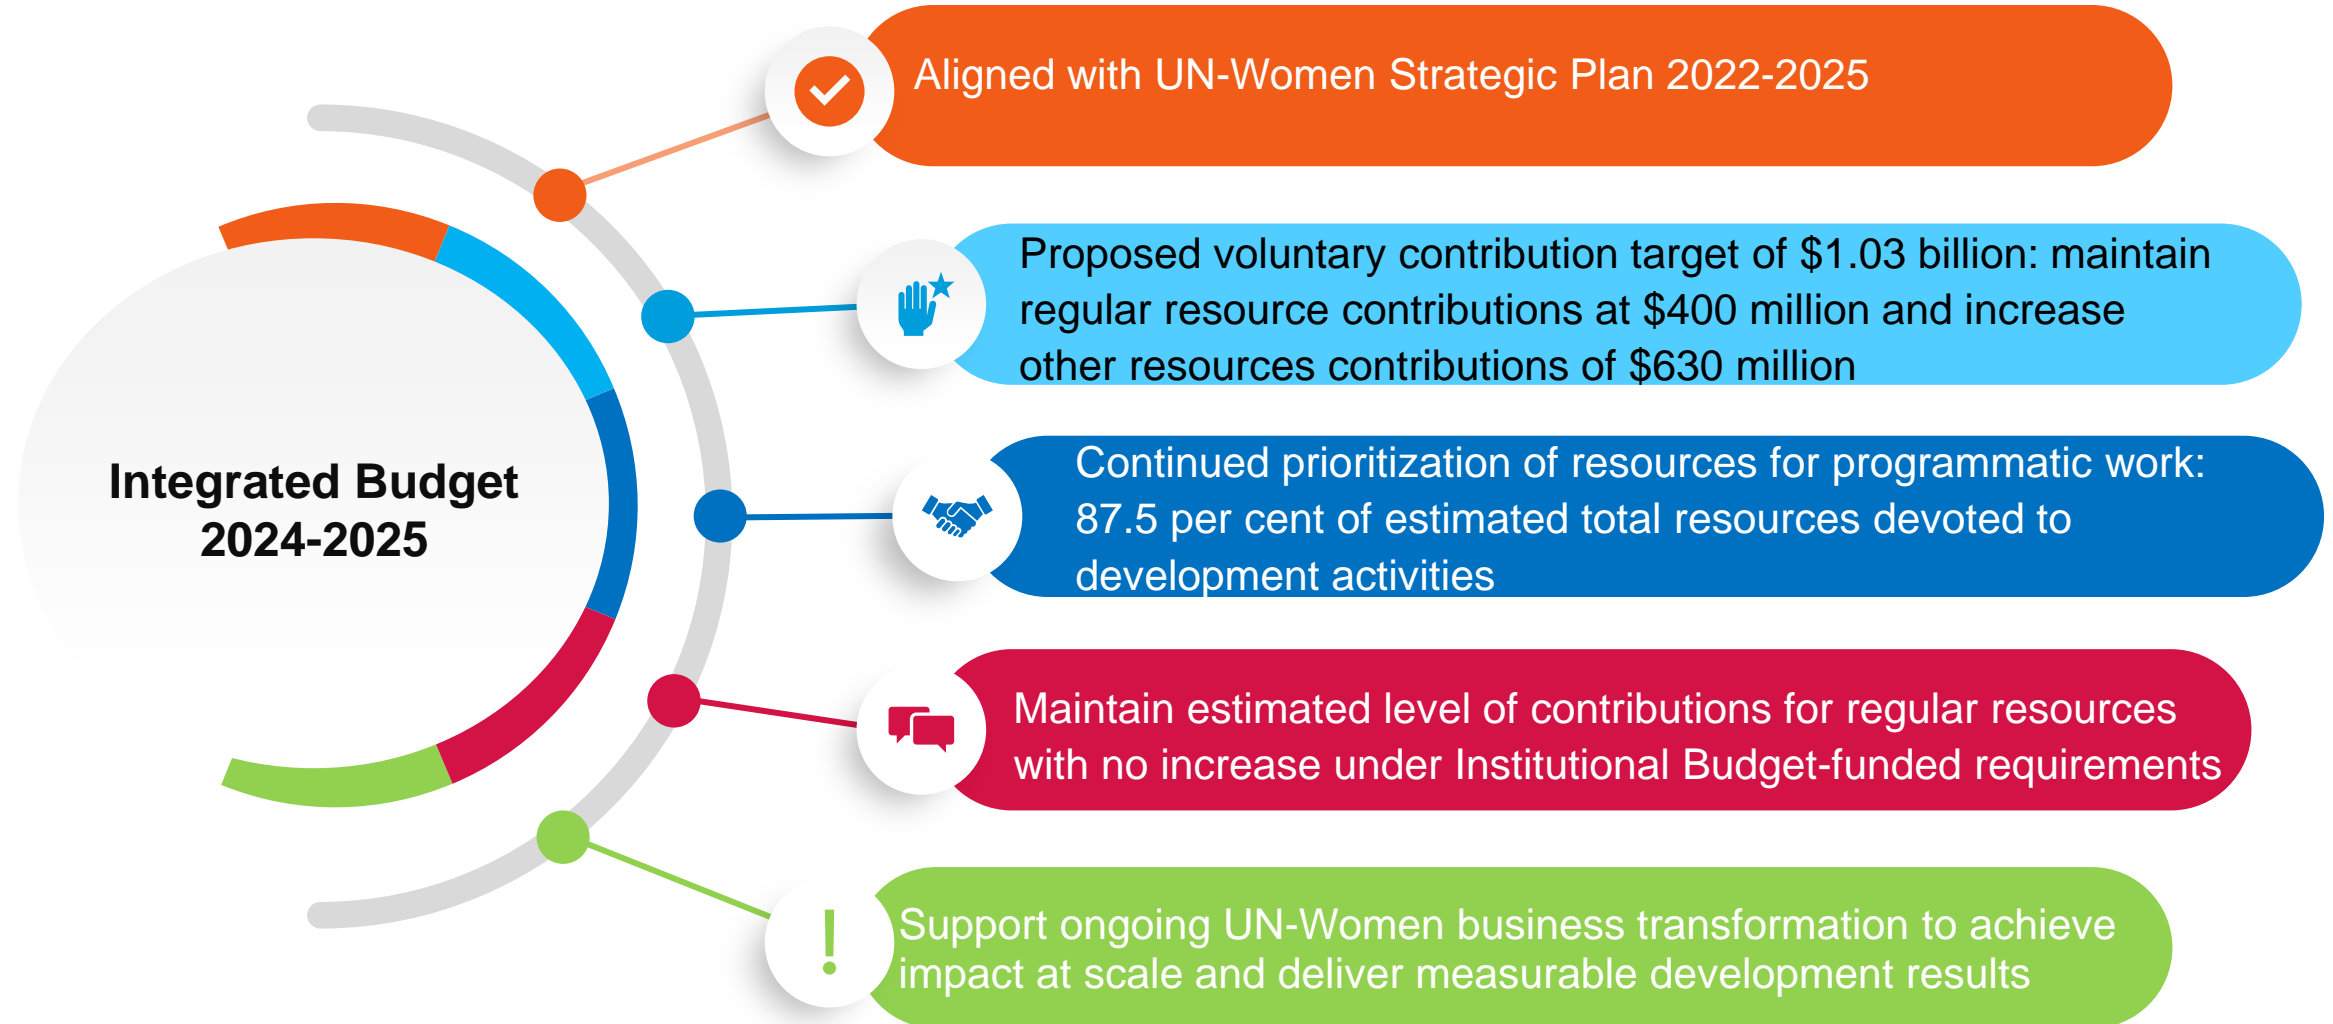 Aligned with UN-Women Strategic Plan 2022-2025
Proposed voluntary contribution target of $1.03 billion: maintain
regular resource contributions at $400 million and increase
other resources contributions of $630 million
Integrated Budget
2024-2025
Continued prioritization of resources for programmatic work:
87.5 per cent of estimated total resources devoted to
development activities
Maintain estimated level of contributions for regular resources
with no increase under Institutional Budget-funded requirements
Support ongoing UN-Women business transformation to achieve
impact at scale and deliver measurable development results